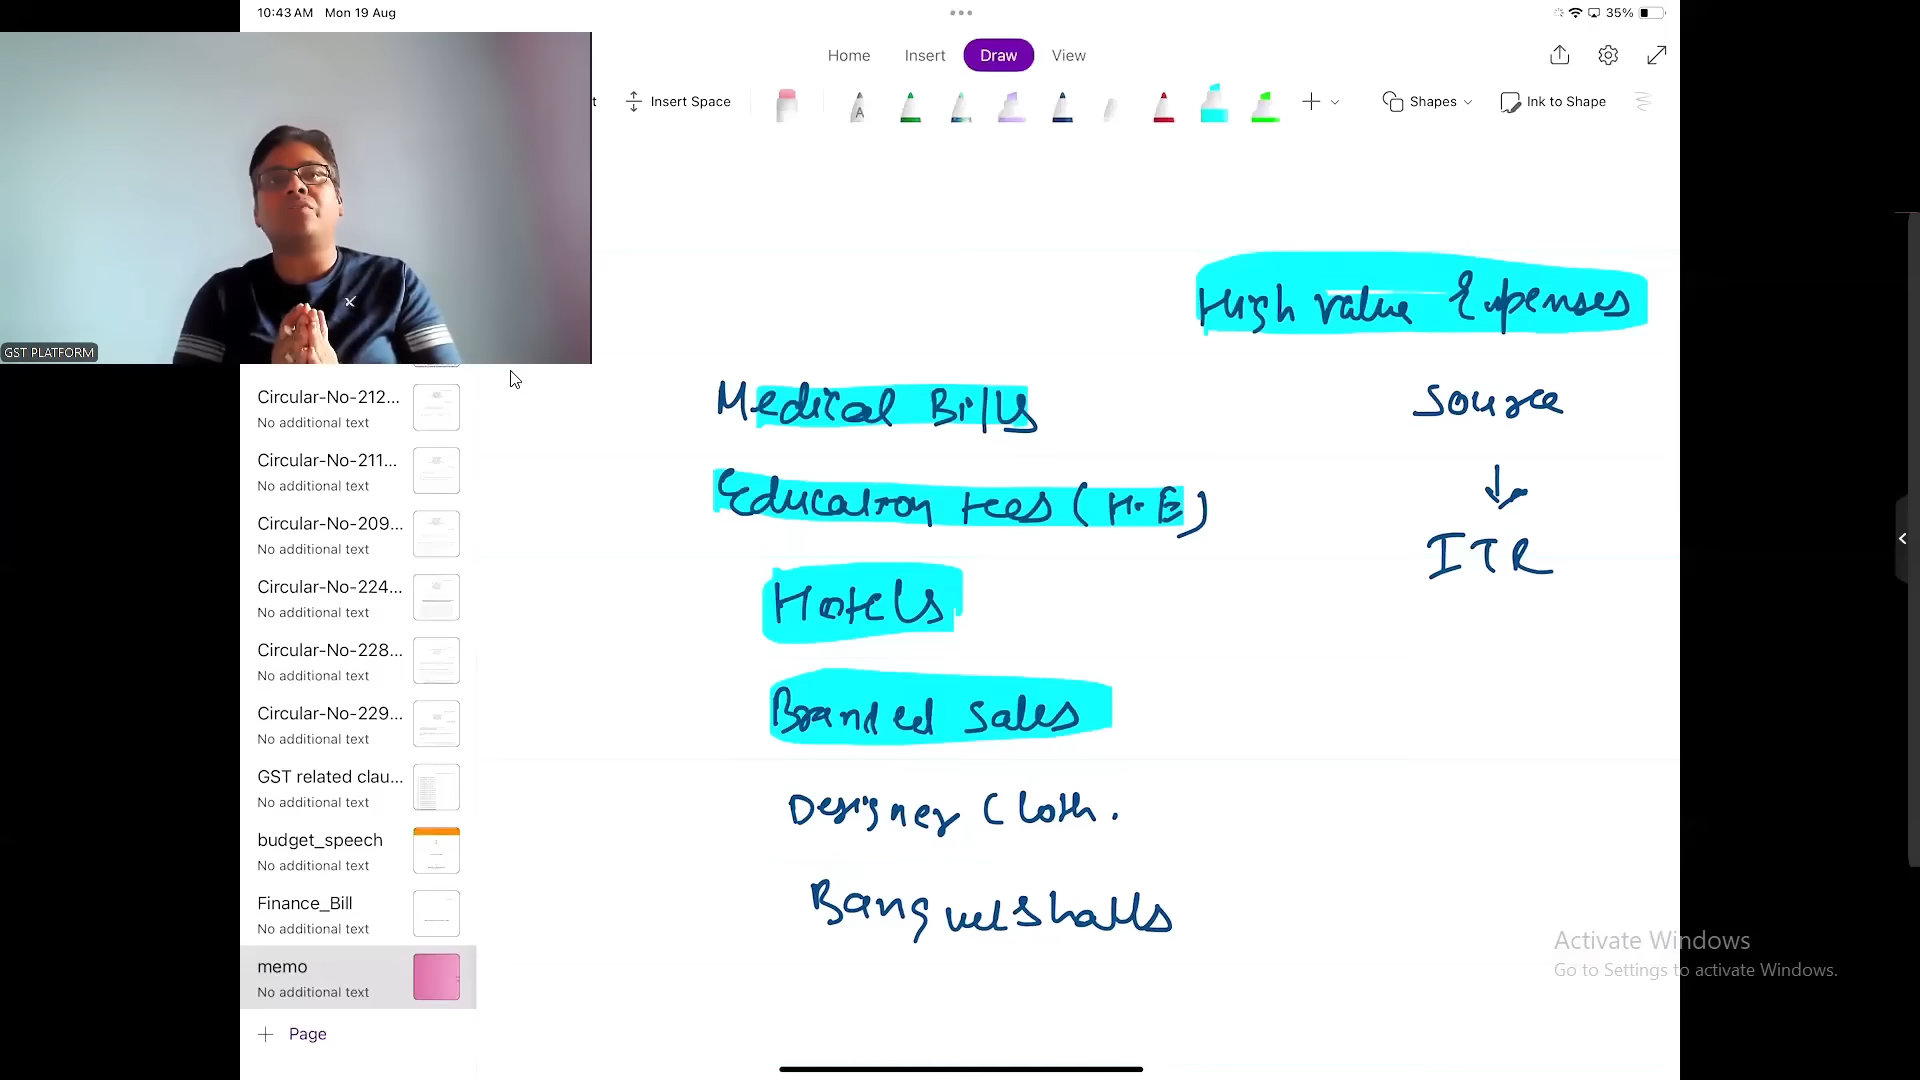 10:43 AM Mon 19 Aug
35%
Home Insert Draw View
t Insert Space
A
Shapes
Ink to Shape
GST PLATFORM
High value Expenses
Medical Bills
Source
Education fees (H.E)
ITR
Hotels
Branded Sales
Designer Cloth.
Banquet halls
Circular-No-212...
No additional text
Circular-No-211...
No additional text
Circular-No-209...
No additional text
Circular-No-224...
No additional text
Circular-No-228...
No additional text
Circular-No-229...
No additional text
GST related clau...
No additional text
budget_speech
No additional text
Finance_Bill
No additional text
memo
No additional text
Page
Activate Windows
Go to Settings to activate Windows.